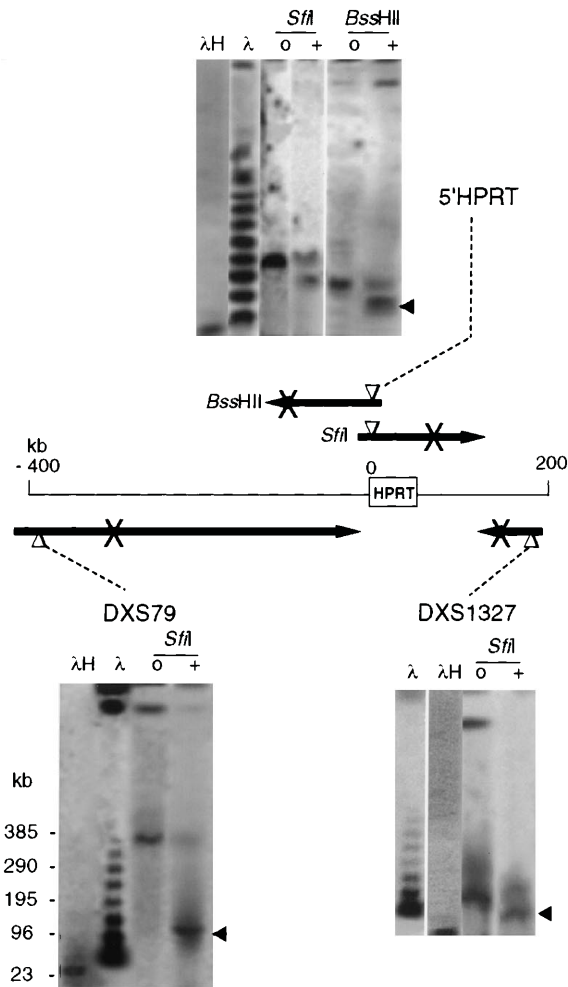 SfiI BssHII
λH λ o + o +
5'HPRT
BssHII
SfiI
kb
- 400 0 200
HPRT
DXS79 DXS1327
SfiI SfiI
λH λ o + λ λH o +
kb
385 -
290 -
195 -
96 -
23 -